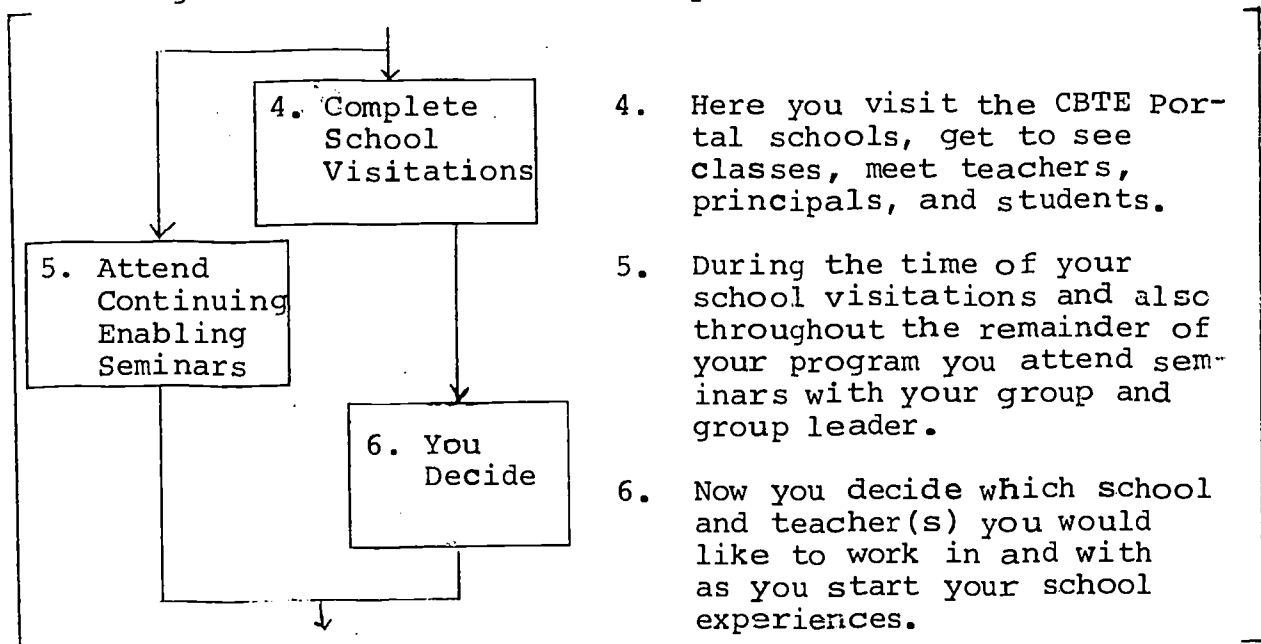 4. Complete
School
Visitations
5. Attend
Continuing
Enabling
Seminars
6. You
Decide
4. Here you visit the CBTE Por-
tal schools, get to see
classes, meet teachers,
principals, and students.
5. During the time of your
school visitations and also
throughout the remainder of
your program you attend sem-
inars with your group and
group leader.
6. Now you decide which school
and teacher(s) you would
like to work in and with
as you start your school
experiences.